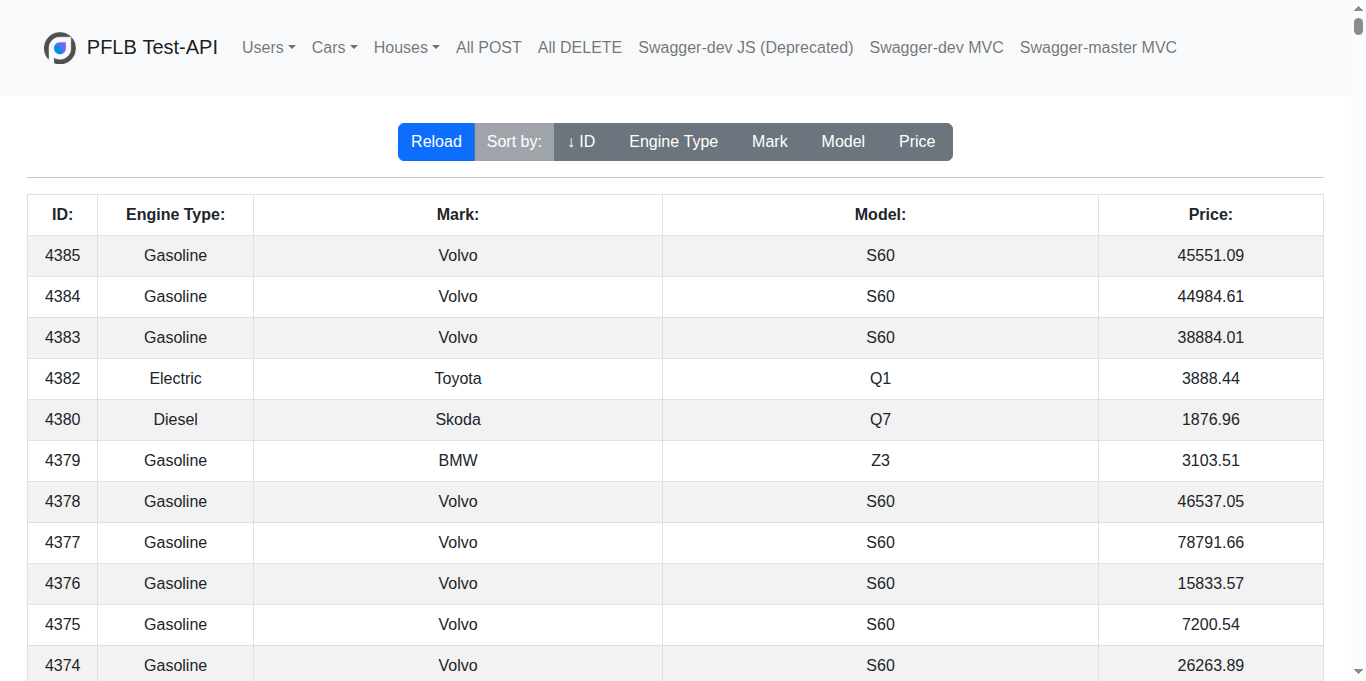 PFLB Test-API Users Cars Houses All POST All DELETE Swagger-dev JS (Deprecated) Swagger-dev MVC Swagger-master MVC
Reload Sort by: ↓ ID Engine Type Mark Model Price
ID: Engine Type: Mark: Model: Price:
4385 Gasoline Volvo S60 45551.09
4384 Gasoline Volvo S60 44984.61
4383 Gasoline Volvo S60 38884.01
4382 Electric Toyota Q1 3888.44
4380 Diesel Skoda Q7 1876.96
4379 Gasoline BMW Z3 3103.51
4378 Gasoline Volvo S60 46537.05
4377 Gasoline Volvo S60 78791.66
4376 Gasoline Volvo S60 15833.57
4375 Gasoline Volvo S60 7200.54
4374 Gasoline Volvo S60 26263.89